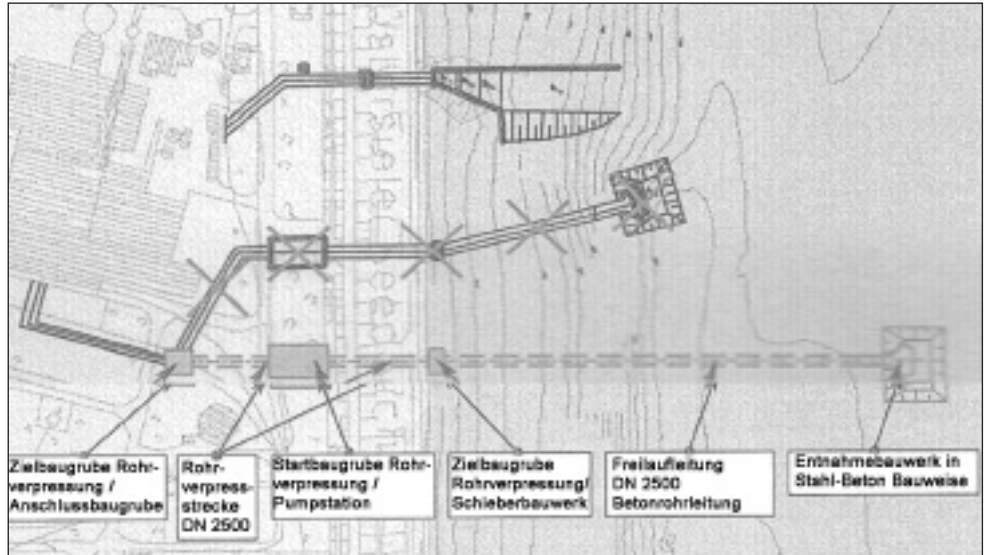 Zielbaugrube Rohr-
verpressung /
Anschlussbaugrube
Rohr-
verpress-
strecke
DN 2500
Startbaugrube Rohr-
verpressung /
Pumpstation
Zielbaugrube
Rohrverpressung/
Schieberbauwerk
Freilaufleitung
DN 2500
Betonrohrleitung
Entnahmebauwerk in
Stahl-Beton Bauweise